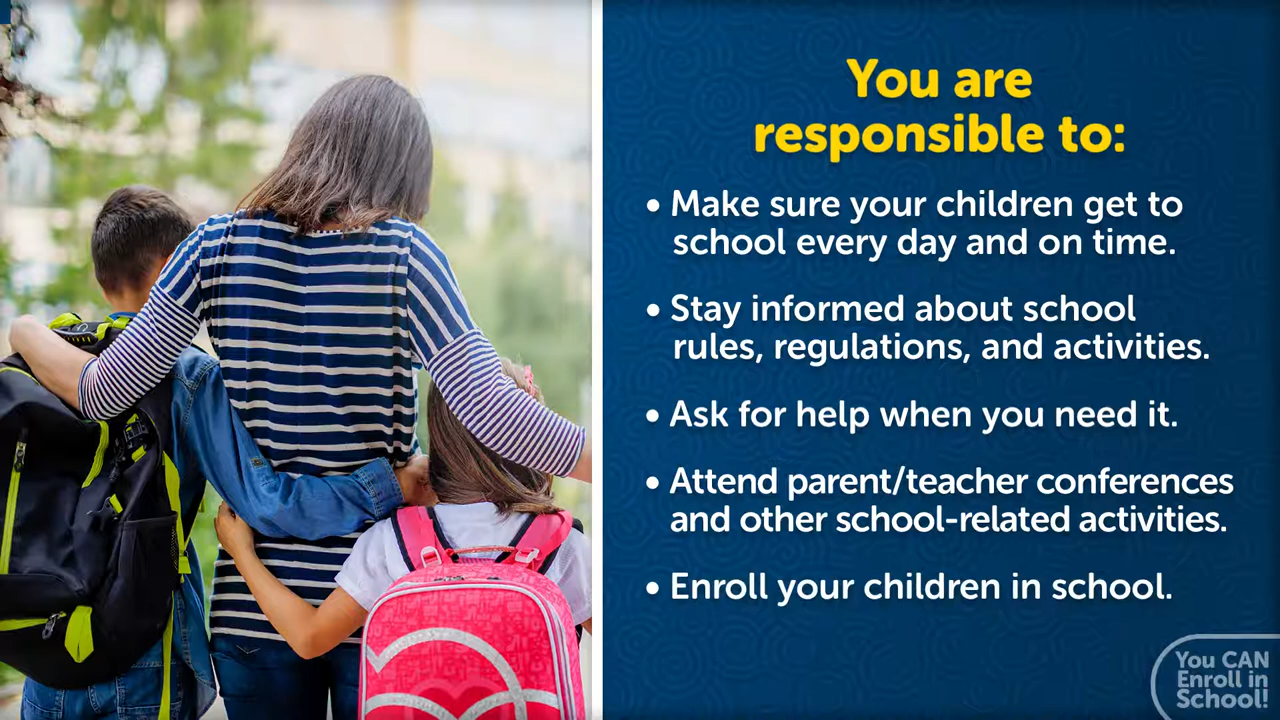 You are
responsible to:
• Make sure your children get to
school every day and on time.
• Stay informed about school
rules, regulations, and activities.
• Ask for help when you need it.
• Attend parent/teacher conferences
and other school-related activities.
• Enroll your children in school.
You CAN
Enroll in
School!